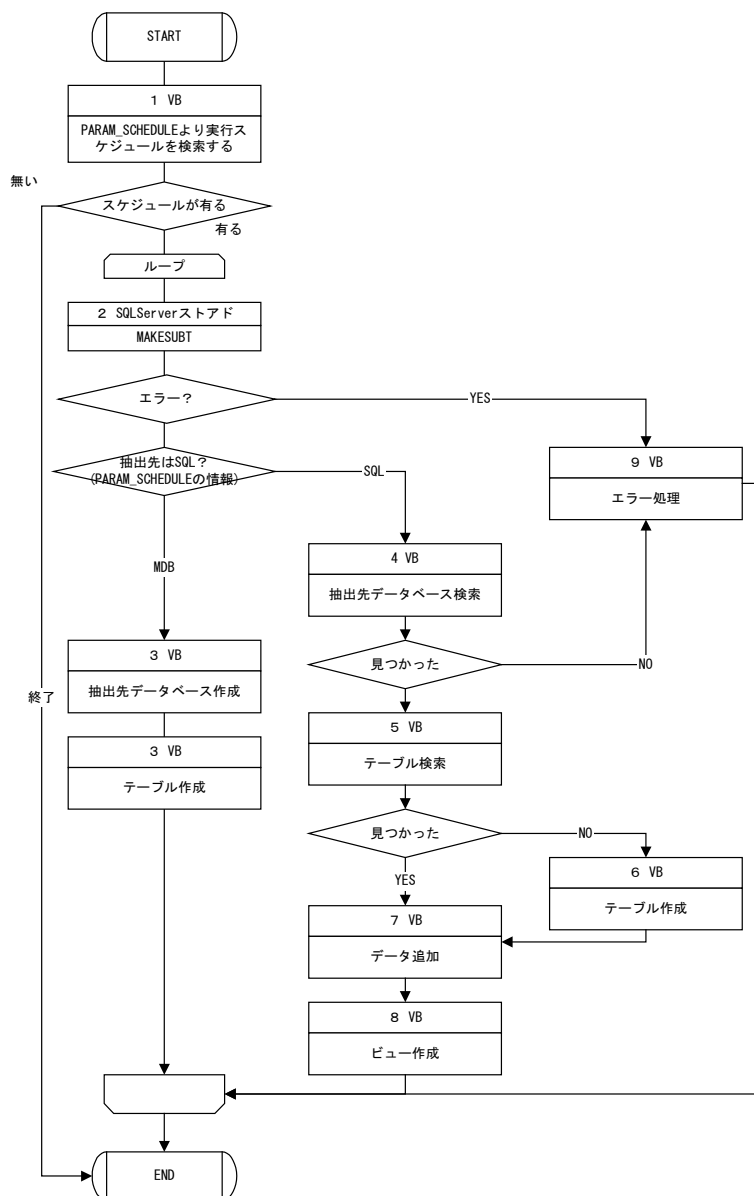 START
1 VB
PARAM_SCHEDULEより実行ス
ケジュールを検索する
無い
スケジュールが有る
有る
ループ
2 SQLServerストアド
MAKESUBT
エラー？
YES
抽出先はSQL？
(PARAM_SCHEDULEの情報)
SQL
9 VB
エラー処理
4 VB
抽出先データベース検索
MDB
3 VB
抽出先データベース作成
見つかった
NO
終了
5 VB
テーブル検索
3 VB
テーブル作成
見つかった
NO
YES
6 VB
テーブル作成
7 VB
データ追加
8 VB
ビュー作成
END